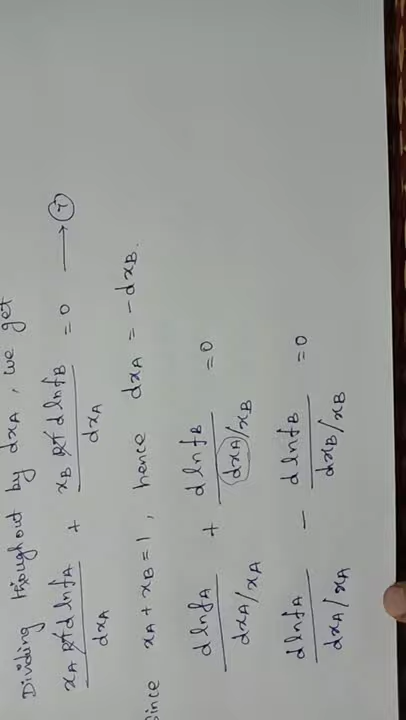 Dividing throughout by dxA, we get
xA RT d ln fA / dxA + xB RT d ln fB / dxA = 0 → 7
Since xA + xB = 1, hence dxA = -dxB.
d ln fA / dxA/xA + d ln fB / dxA/xB = 0
d ln fA / dxA/xA - d ln fB / dxB/xB = 0